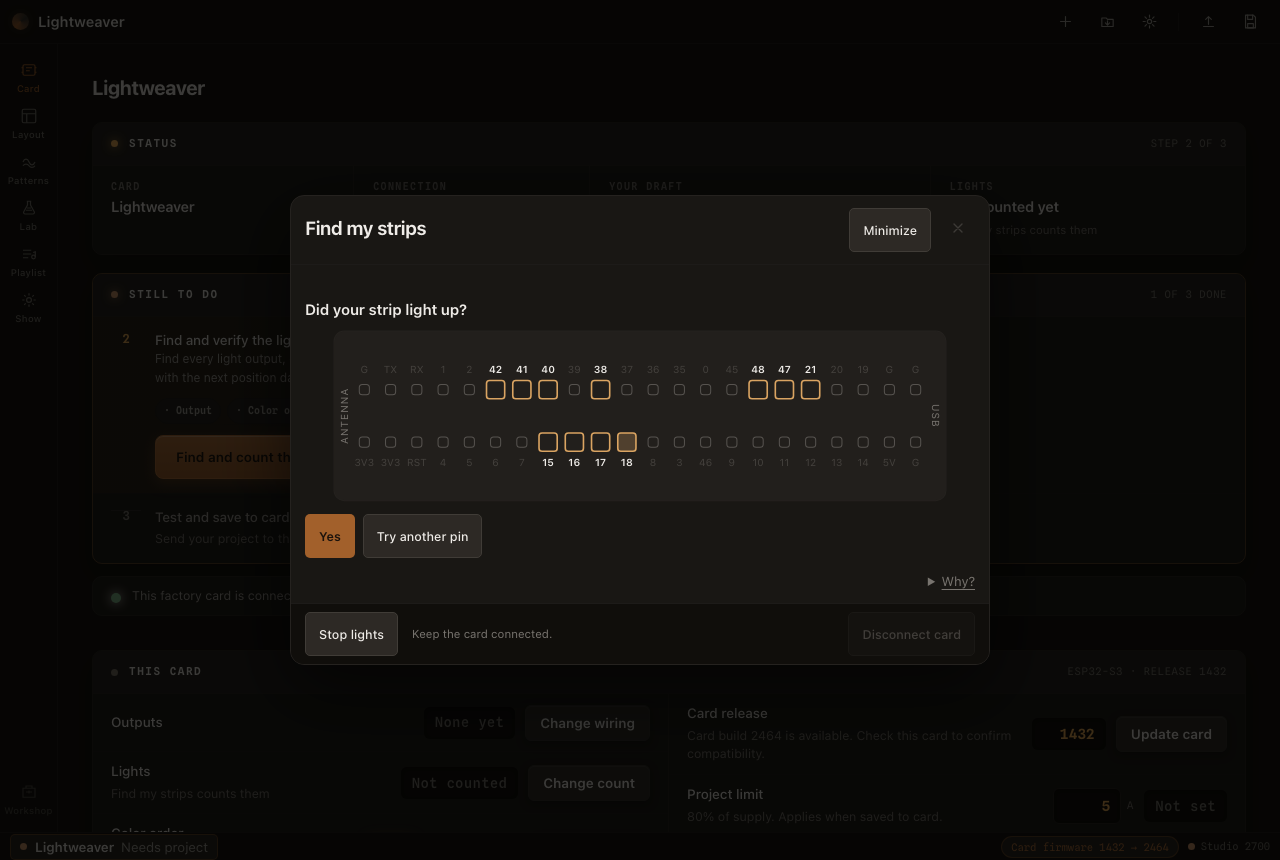 Lightweaver
Card
Layout
Patterns
Lab
Playlist
Show
Workshop
Lightweaver
STATUS
STEP 2 OF 3
CARD
CONNECTION
YOUR DRAFT
LIGHTS
Lightweaver
ounted yet
strips counts them
STILL TO DO
1 OF 3 DONE
2
Find and verify the lig
Find every light output,
with the next position da
· Output · Color o
Find and count th
3
Test and save to card
Send your project to th
This factory card is connec
Find my strips
Minimize
Did your strip light up?
G TX RX 1 2 42 41 40 39 38 37 36 35 0 45 48 47 21 20 19 G G
ANTENNA
USB
3V3 3V3 RST 4 5 6 7 15 16 17 18 8 3 46 9 10 11 12 13 14 5V G
Yes
Try another pin
Why?
Stop lights
Keep the card connected.
Disconnect card
THIS CARD
ESP32-S3 · RELEASE 1432
Outputs
None yet
Change wiring
Lights
Find my strips counts them
Not counted
Change count
Color order
Card release
Card build 2464 is available. Check this card to confirm
compatibility.
1432
Update card
Project limit
80% of supply. Applies when saved to card.
5 A
Not set
Lightweaver Needs project
Card firmware 1432 → 2464
Studio 2700